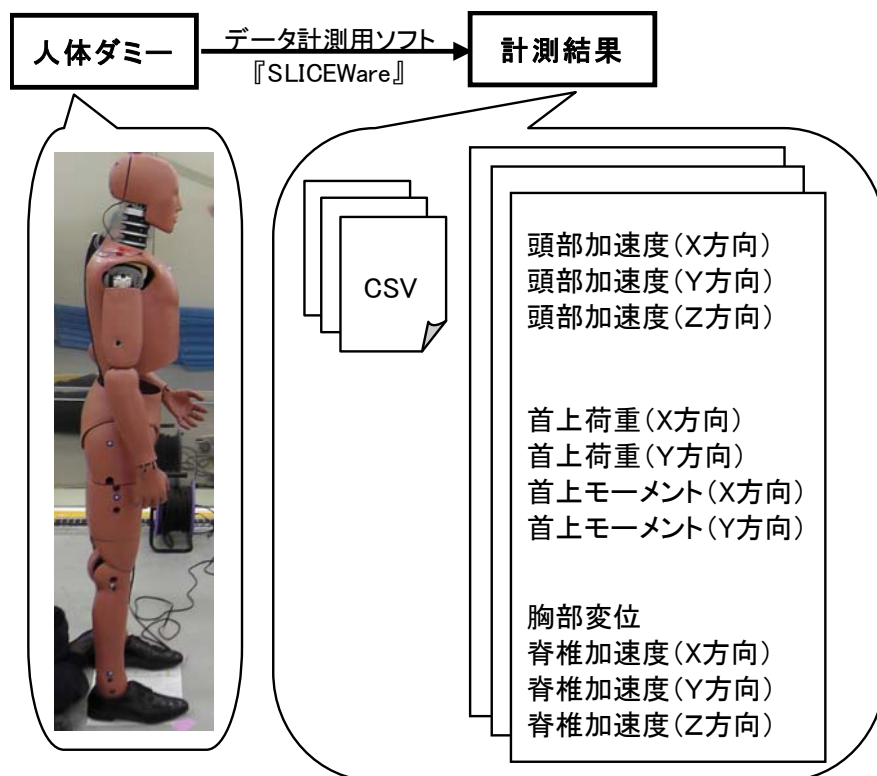 人体ダミー
データ計測用ソフト
『SLICEWare』
計測結果
CSV
頭部加速度(X方向)
頭部加速度(Y方向)
頭部加速度(Z方向)
首上荷重(X方向)
首上荷重(Y方向)
首上モーメント(X方向)
首上モーメント(Y方向)
胸部変位
脊椎加速度(X方向)
脊椎加速度(Y方向)
脊椎加速度(Z方向)